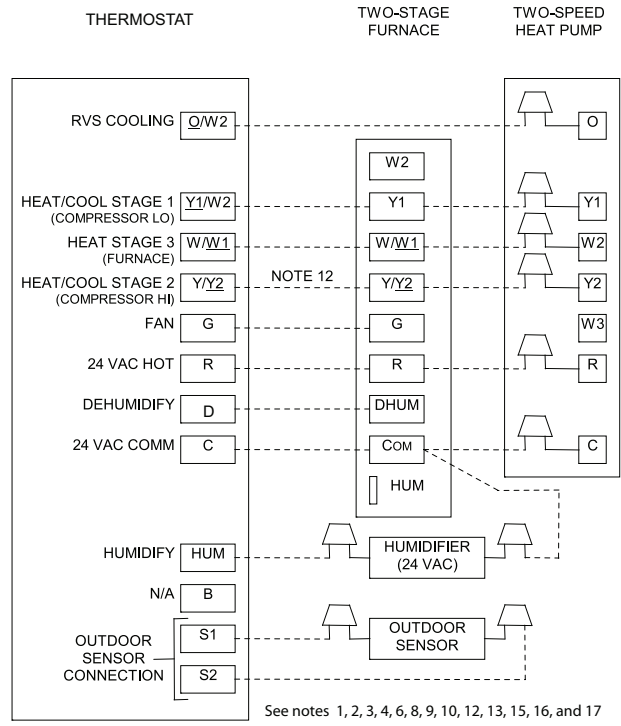 THERMOSTAT
TWO-STAGE
FURNACE
TWO-SPEED
HEAT PUMP
RVS COOLING O/W2 O
W2
HEAT/COOL STAGE 1 Y1/W2 Y1 Y1
(COMPRESSOR LO)
HEAT STAGE 3 W/W1 W/W1 W2
(FURNACE)
HEAT/COOL STAGE 2 Y/Y2 NOTE 12 Y/Y2 Y2
(COMPRESSOR HI)
FAN G G W3
24 VAC HOT R R R
DEHUMIDIFY D DHUM
24 VAC COMM C COM C
HUM
HUMIDIFY HUM HUMIDIFIER
(24 VAC)
N/A B
OUTDOOR
SENSOR
CONNECTION
S1
S2
OUTDOOR
SENSOR
See notes 1, 2, 3, 4, 6, 8, 9, 10, 12, 13, 15, 16, and 17